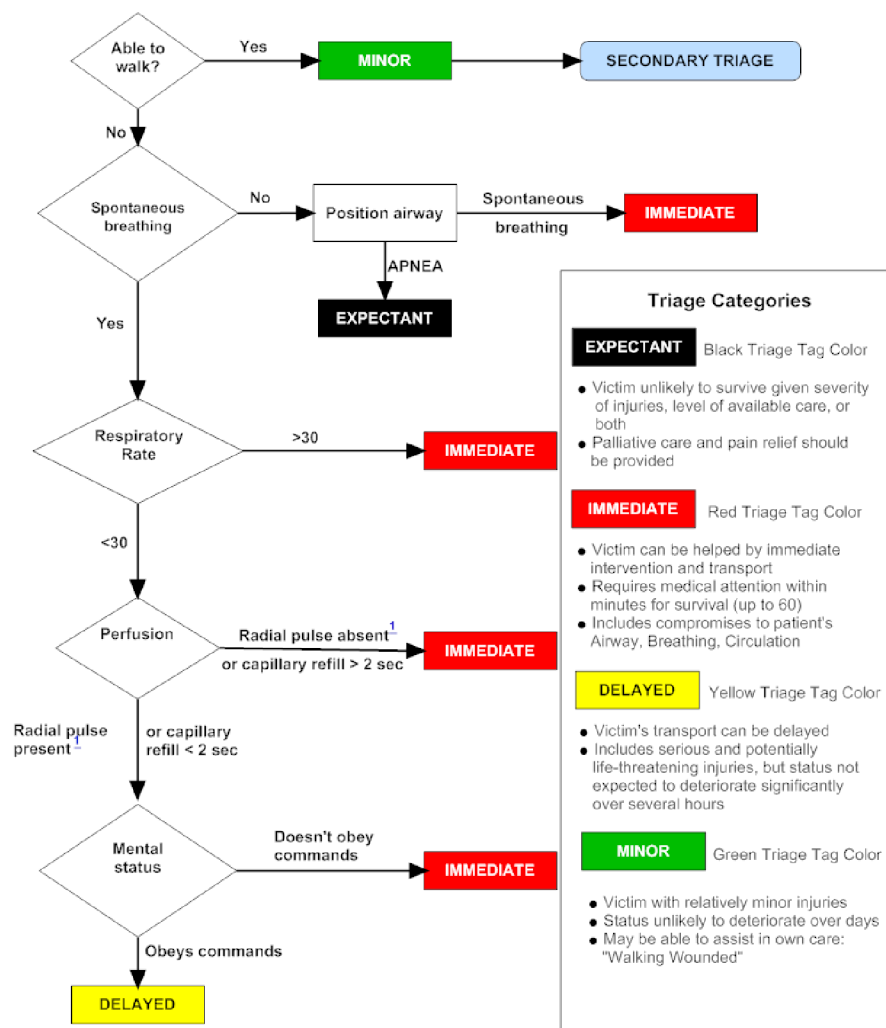 Able to
walk?
Yes
MINOR
SECONDARY TRIAGE
No
Spontaneous
breathing
No
Position airway
Spontaneous
breathing
IMMEDIATE
APNEA
EXPECTANT
Yes
Respiratory
Rate
>30
IMMEDIATE
<30
Perfusion
Radial pulse absent1
or capillary refill > 2 sec
IMMEDIATE
Radial pulse
present1
or capillary
refill < 2 sec
Mental
status
Doesn't obey
commands
IMMEDIATE
Obeys commands
DELAYED
Triage Categories
EXPECTANT Black Triage Tag Color
● Victim unlikely to survive given severity
of injuries, level of available care, or
both
● Palliative care and pain relief should
be provided
IMMEDIATE Red Triage Tag Color
● Victim can be helped by immediate
intervention and transport
● Requires medical attention within
minutes for survival (up to 60)
● Includes compromises to patient's
Airway, Breathing, Circulation
DELAYED Yellow Triage Tag Color
● Victim's transport can be delayed
● Includes serious and potentially
life-threatening injuries, but status not
expected to deteriorate significantly
over several hours
MINOR Green Triage Tag Color
● Victim with relatively minor injuries
● Status unlikely to deteriorate over days
● May be able to assist in own care:
"Walking Wounded"